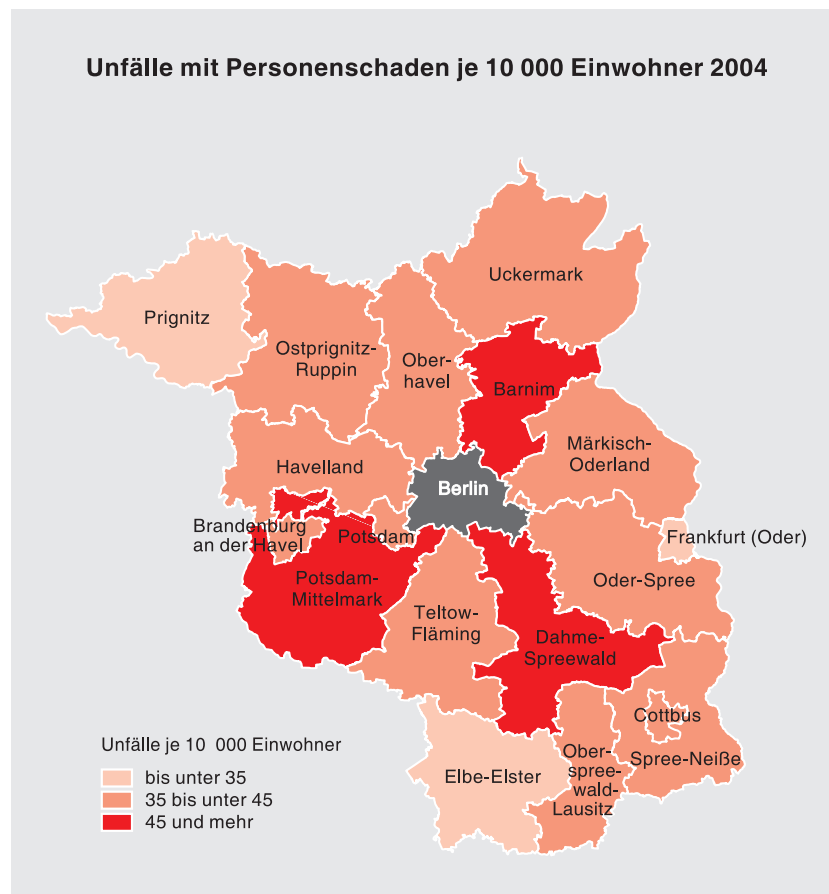 Unfälle mit Personenschaden je 10 000 Einwohner 2004
Uckermark
Prignitz
Ostprignitz-
Ruppin
Ober-
havel
Barnim
Märkisch-
Oderland
Havelland
Berlin
Brandenburg
an der Havel
Potsdam
Frankfurt (Oder)
Potsdam-
Mittelmark
Oder-Spree
Teltow-
Fläming
Dahme-
Spreewald
Cottbus
Spree-Neiße
Elbe-Elster
Ober-
spree-
wald-
Lausitz
Unfälle je 10 000 Einwohner
bis unter 35
35 bis unter 45
45 und mehr